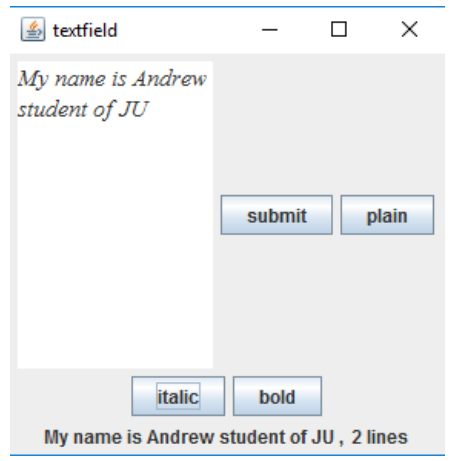 textfield
My name is Andrew
student of JU
submit plain
italic bold
My name is Andrew student of JU , 2 lines